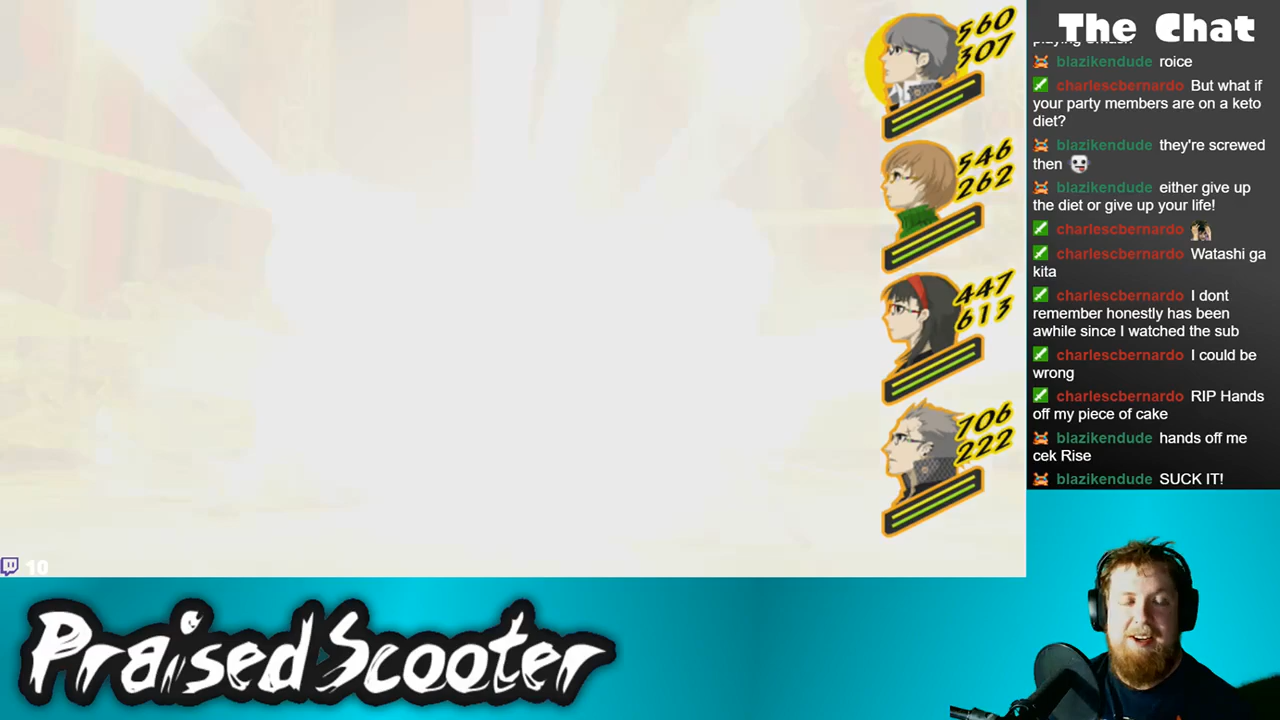 560
307
546
262
447
613
706
222
10
The Chat
blazikendude roice
charlescbernardo But what if
your party members are on a keto
diet?
blazikendude they're screwed
then
blazikendude either give up
the diet or give up your life!
charlescbernardo
charlescbernardo Watashi ga
kita
charlescbernardo I dont
remember honestly has been
awhile since I watched the sub
charlescbernardo I could be
wrong
charlescbernardo RIP Hands
off my piece of cake
blazikendude hands off me
cek Rise
blazikendude SUCK IT!
PraisedScooter